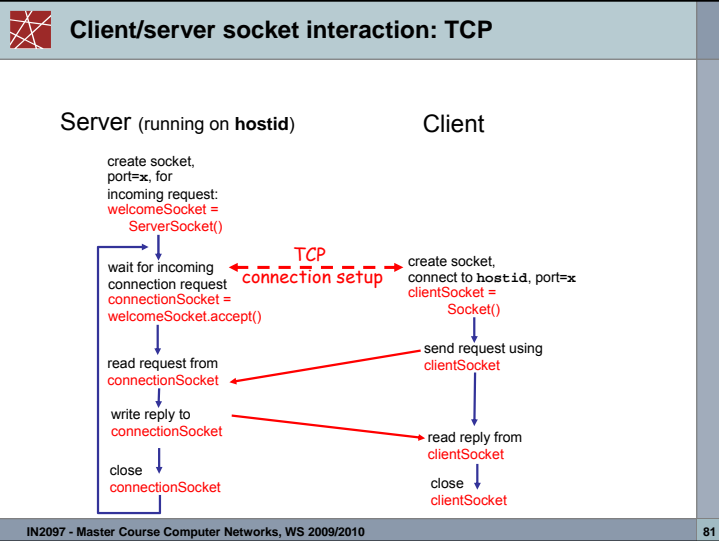 Client/server socket interaction: TCP
Server (running on hostid)
Client
create socket,
port=x, for
incoming request:
welcomeSocket =
ServerSocket()
wait for incoming
connection request
connectionSocket =
welcomeSocket.accept()
TCP
connection setup
create socket,
connect to hostid, port=x
clientSocket =
Socket()
send request using
clientSocket
read request from
connectionSocket
write reply to
connectionSocket
read reply from
clientSocket
close
connectionSocket
close
clientSocket
IN2097 - Master Course Computer Networks, WS 2009/2010
81